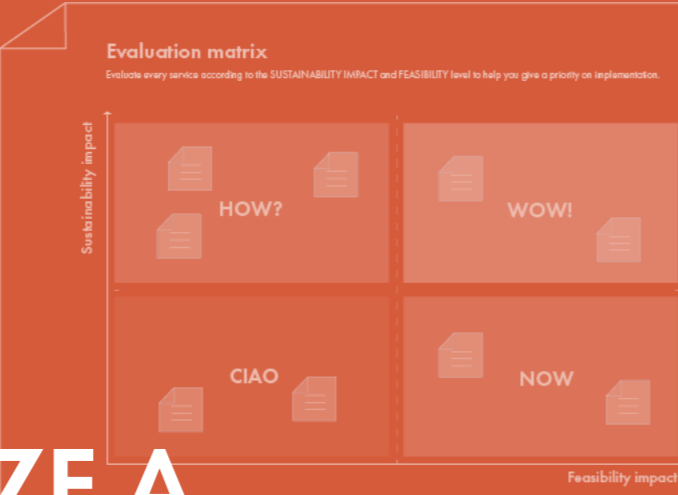 Evaluation matrix
Evaluate every service according to the SUSTAINABILITY IMPACT and FEASIBILITY level to help you give a priority on implementation.
Sustainability impact
HOW?
WOW!
CIAO
NOW
Feasibility impact
ZE A